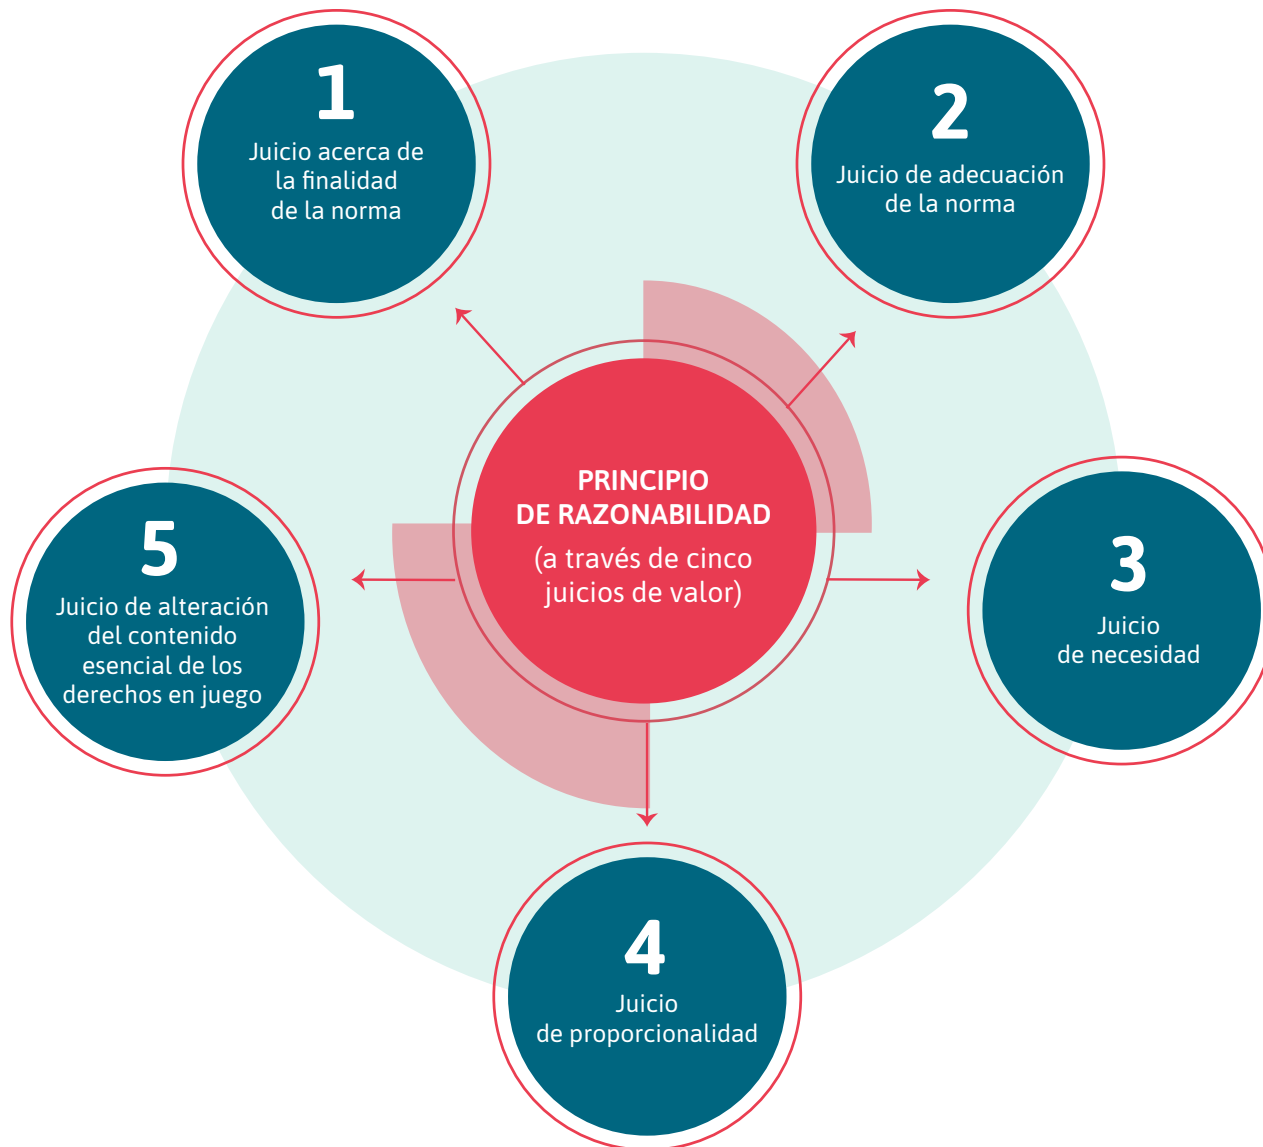 1
Juicio acerca de
la finalidad
de la norma
2
Juicio de adecuación
de la norma
PRINCIPIO
DE RAZONABILIDAD
(a través de cinco
juicios de valor)
3
Juicio
de necesidad
4
Juicio
de proporcionalidad
5
Juicio de alteración
del contenido
esencial de los
derechos en juego